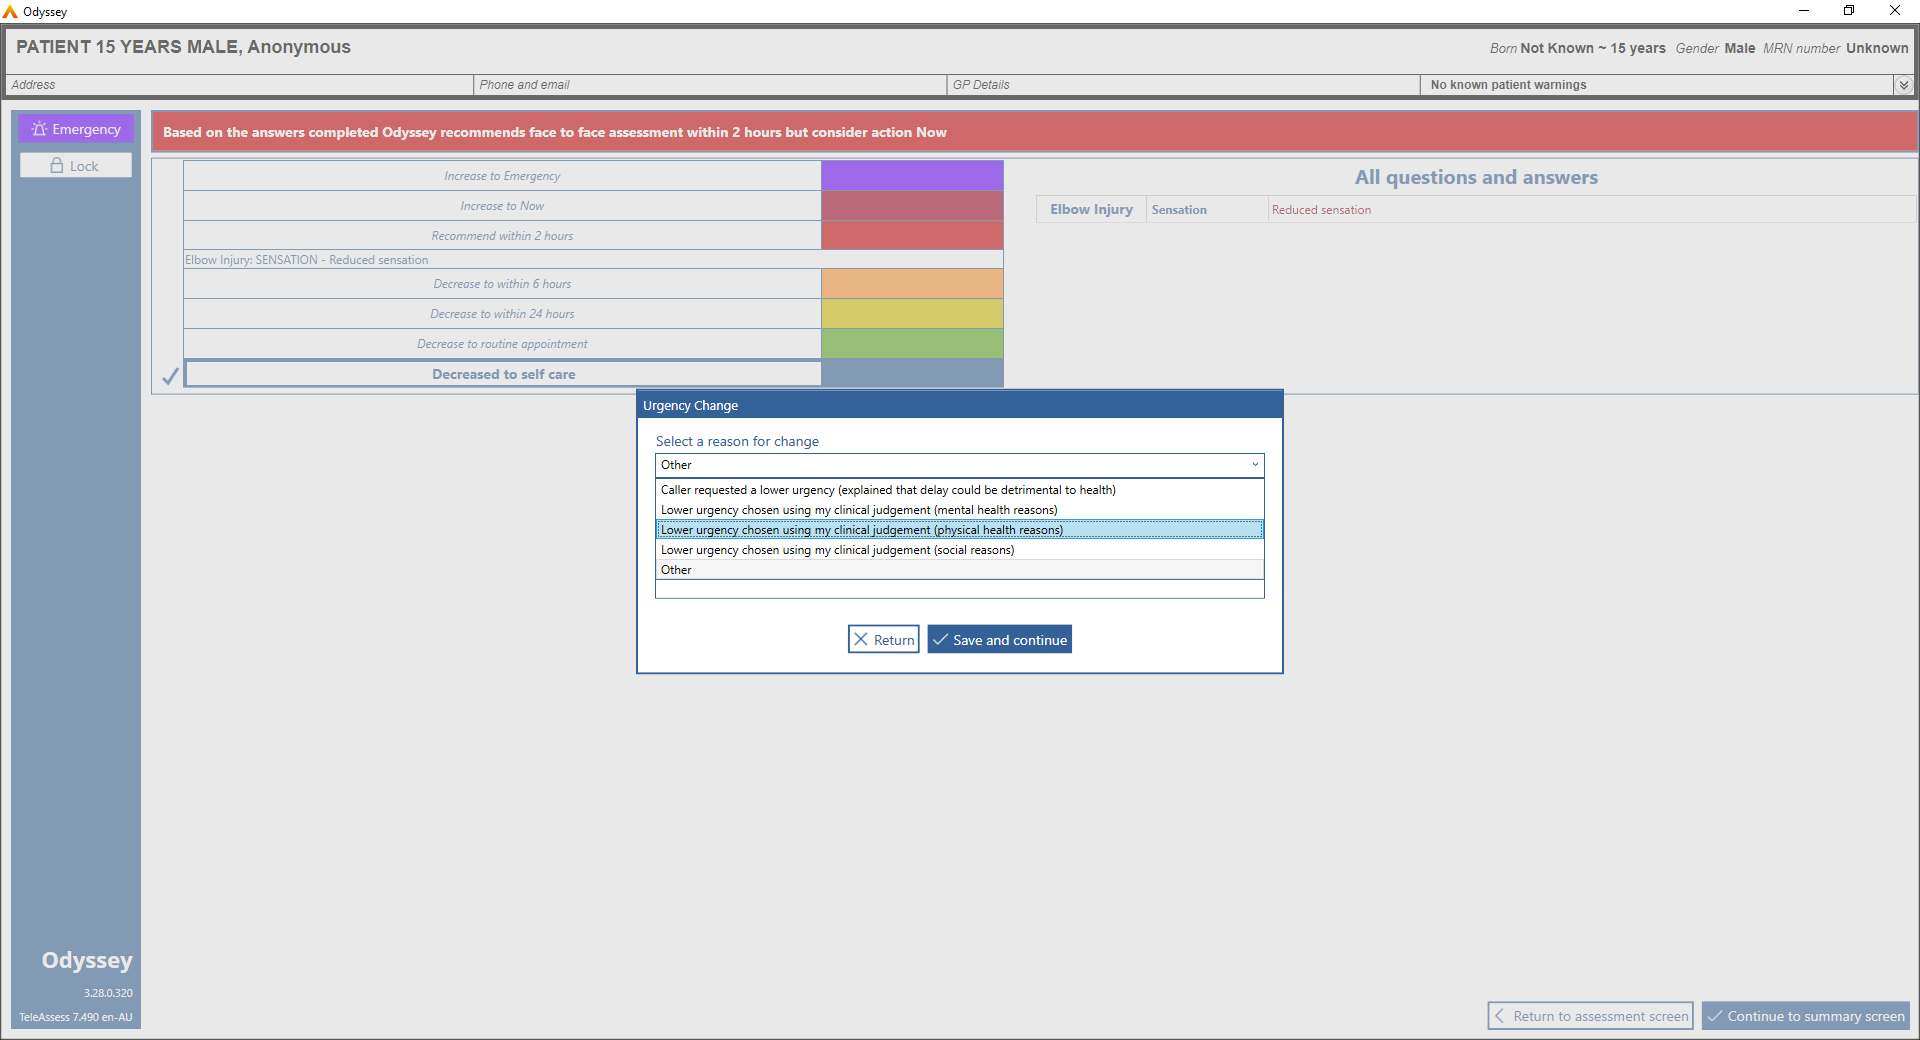 Odyssey
PATIENT 15 YEARS MALE, Anonymous
Born Not Known ~ 15 years Gender Male MRN number Unknown
Address
Phone and email
GP Details
No known patient warnings
Emergency
Lock
Based on the answers completed Odyssey recommends face to face assessment within 2 hours but consider action Now
Increase to Emergency
Increase to Now
Recommend within 2 hours
Elbow Injury: SENSATION - Reduced sensation
Decrease to within 6 hours
Decrease to within 24 hours
Decrease to routine appointment
Decreased to self care
All questions and answers
Elbow Injury Sensation Reduced sensation
Urgency Change
Select a reason for change
Other
Caller requested a lower urgency (explained that delay could be detrimental to health)
Lower urgency chosen using my clinical judgement (mental health reasons)
Lower urgency chosen using my clinical judgement (physical health reasons)
Lower urgency chosen using my clinical judgement (social reasons)
Other
Return
Save and continue
Odyssey
3.28.0.320
TeleAssess 7.490 en-AU
Return to assessment screen
Continue to summary screen